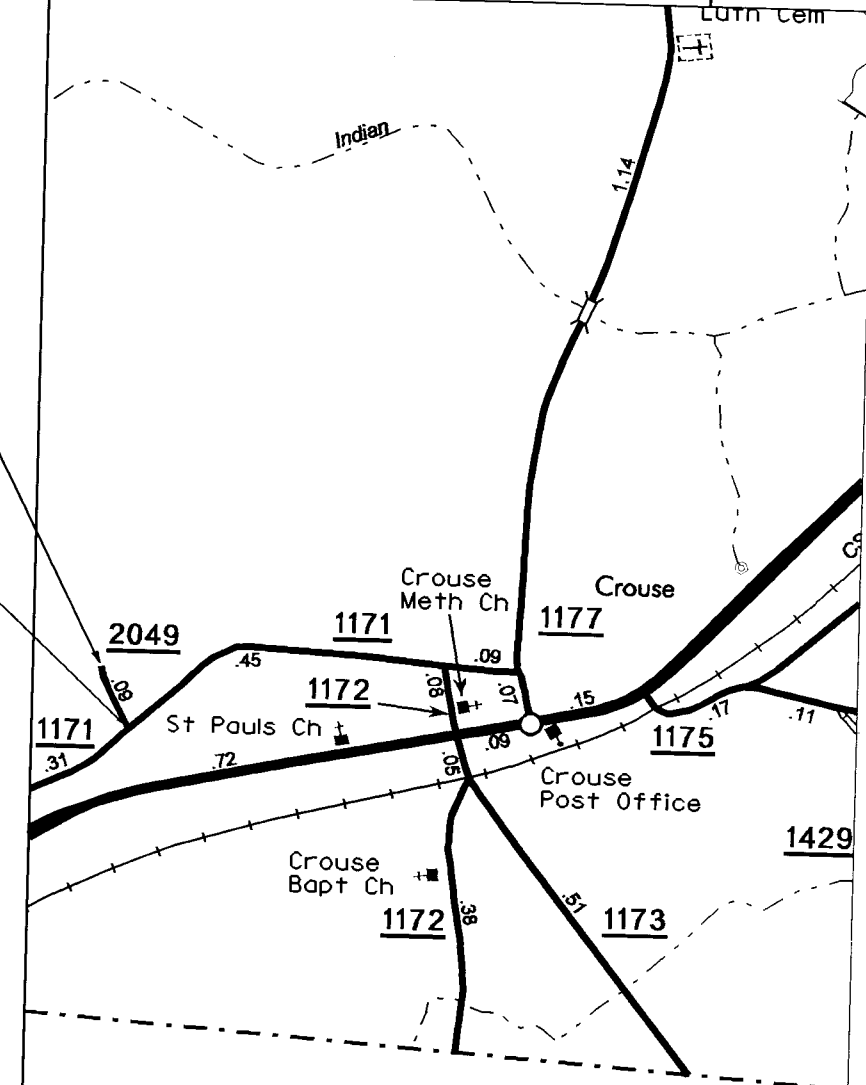 Luth Cem
Indian
1.14
Crouse
Meth Ch
Crouse
2049
1171
1177
.45
.09
.09
.08
.07
1172
.15
St Pauls Ch
1171
.31
.72
.09
.17
.11
1175
.05
Crouse
Post Office
1429
Crouse
Bapt Ch
1172
.38
.51
1173